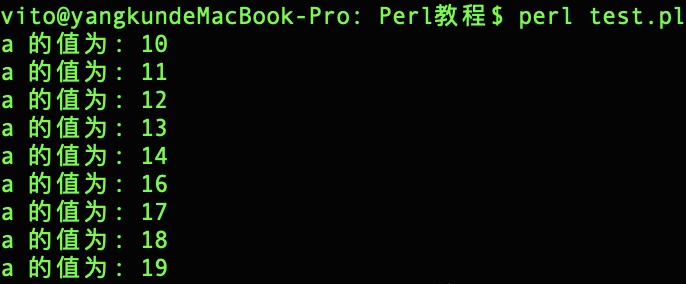 vito@yangkundeMacBook-Pro: Perl教程$ perl test.pl
a 的值为: 10
a 的值为: 11
a 的值为: 12
a 的值为: 13
a 的值为: 14
a 的值为: 16
a 的值为: 17
a 的值为: 18
a 的值为: 19